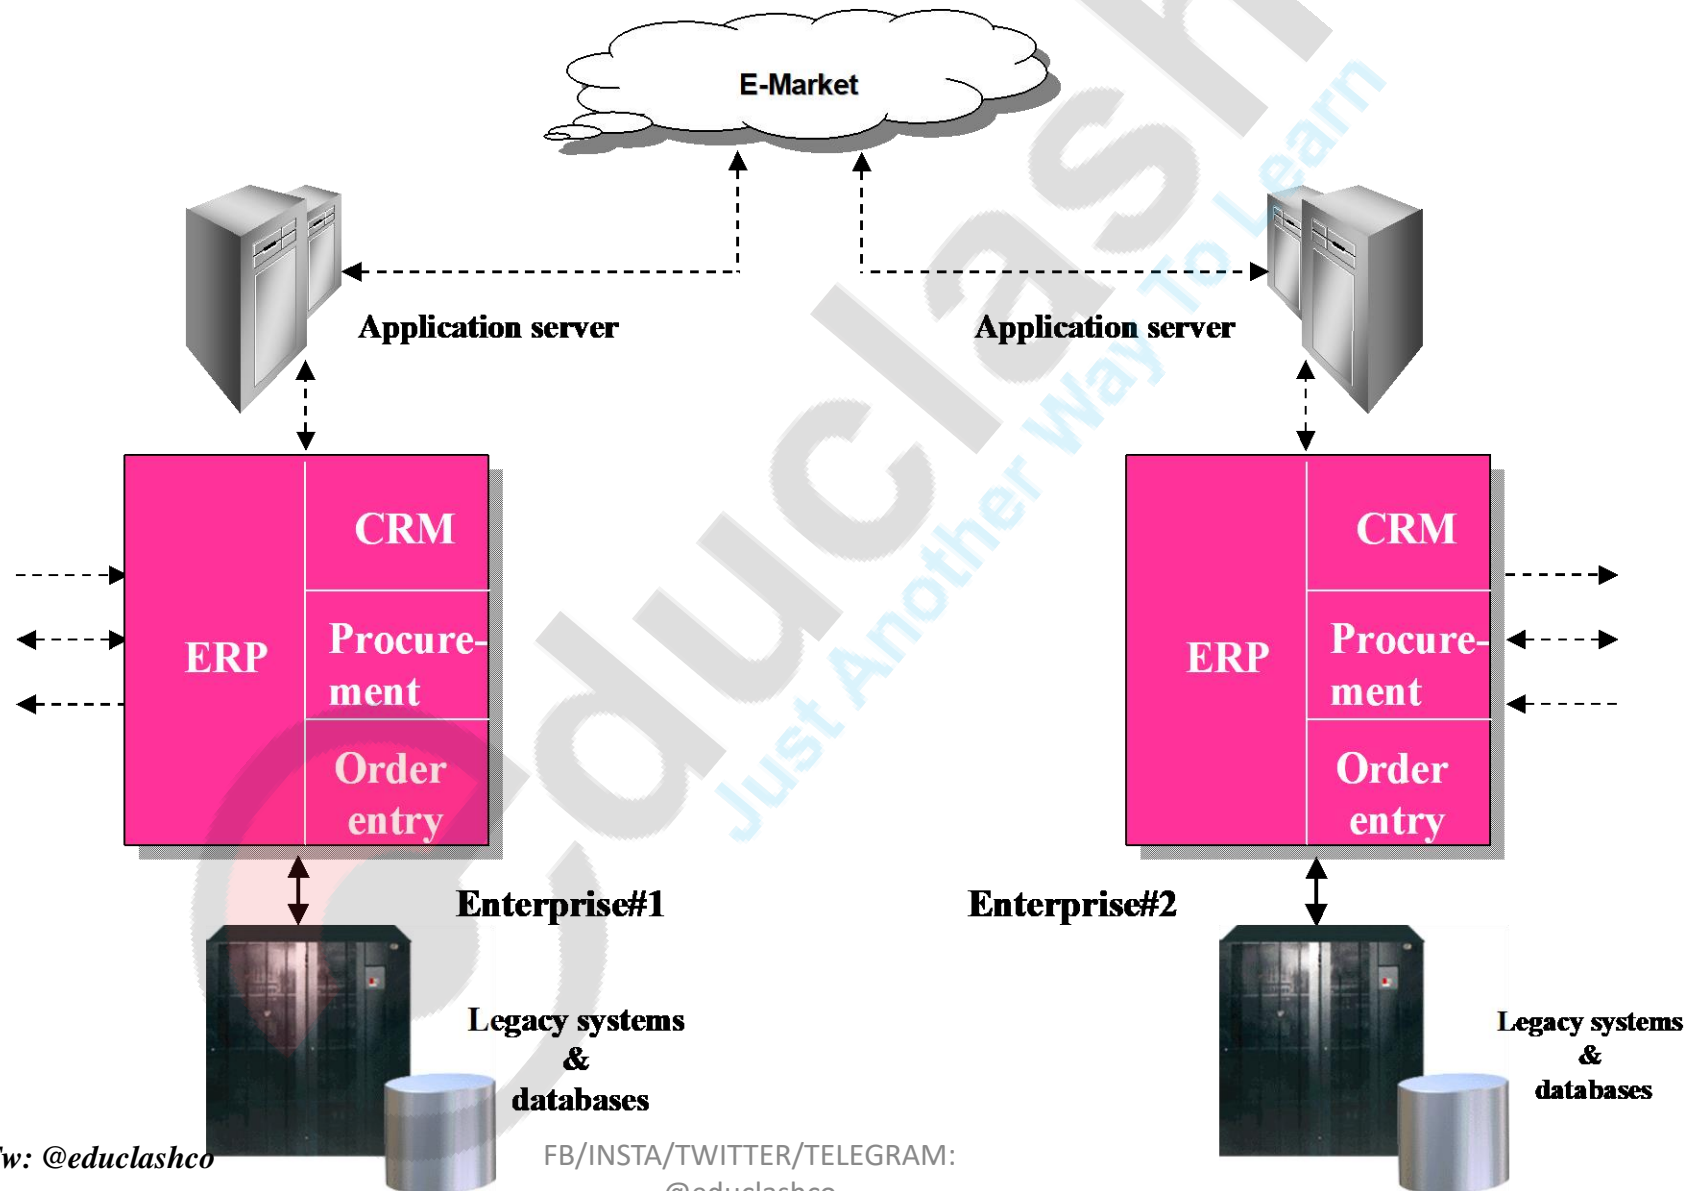 E-Market
Application server
Application server
CRM
Procure-
ment
Order
entry
ERP
CRM
Procure-
ment
Order
entry
ERP
Enterprise#1
Enterprise#2
Legacy systems
&
databases
Legacy systems
&
databases
educlash
Just Another Way To Learn
w: @educlashco
FB/INSTA/TWITTER/TELEGRAM:
@educlashco